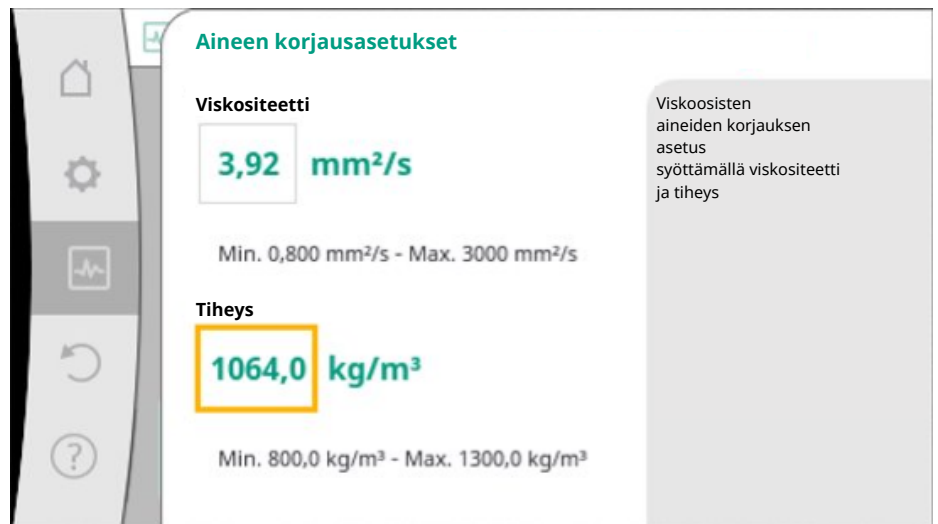 Aineen korjausasetukset
Viskositeetti
3,92 mm²/s
Min. 0,800 mm²/s - Max. 3000 mm²/s
Tiheys
1064,0 kg/m³
Min. 800,0 kg/m³ - Max. 1300,0 kg/m³
Viskoosisten
aineiden korjauksen
asetus
syöttämällä viskositeetti
ja tiheys